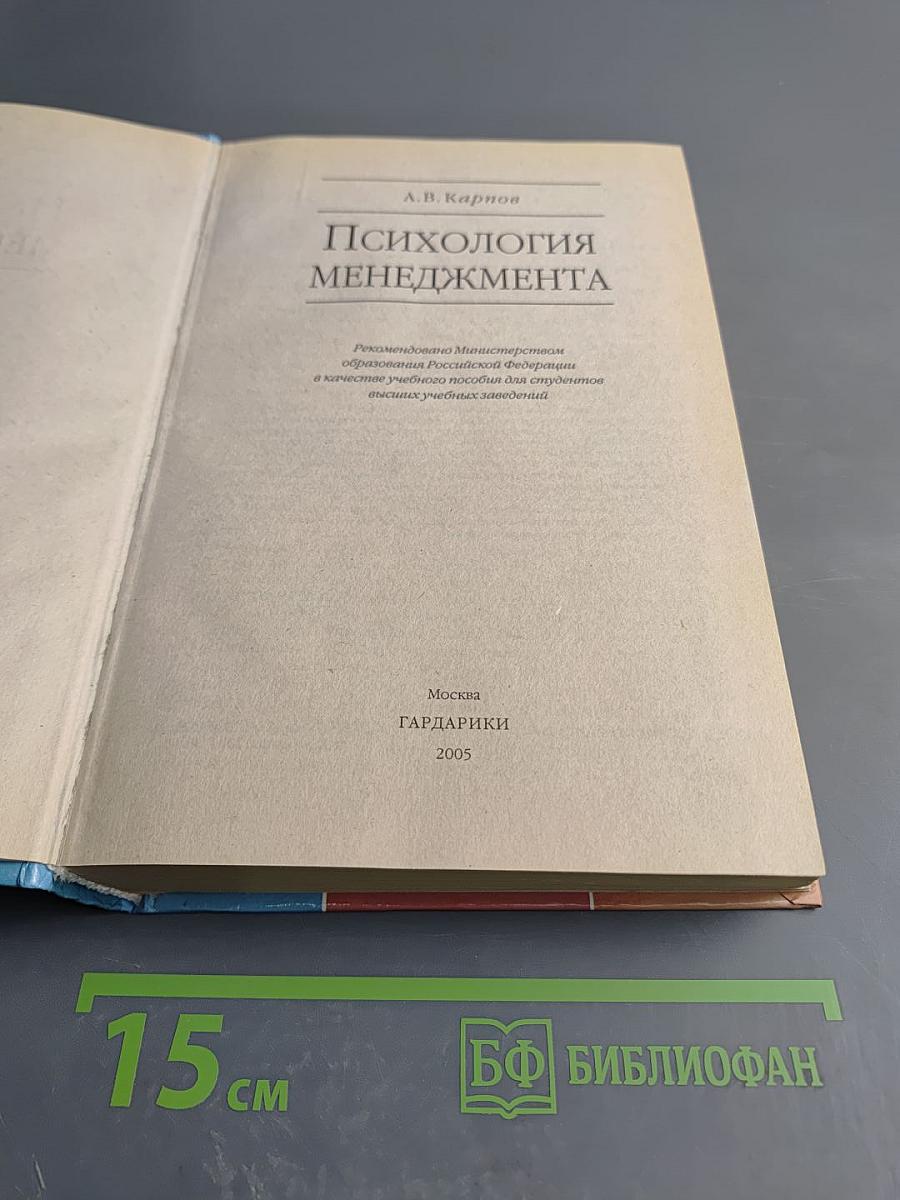 А. В. Карпов
Психология
менеджмента
Рекомендовано Министерством
образования Российской Федерации
в качестве учебного пособия для студентов
высших учебных заведений
Москва
ГАРДАРИКИ
2005
15 см
БФ БИБЛИОФАН